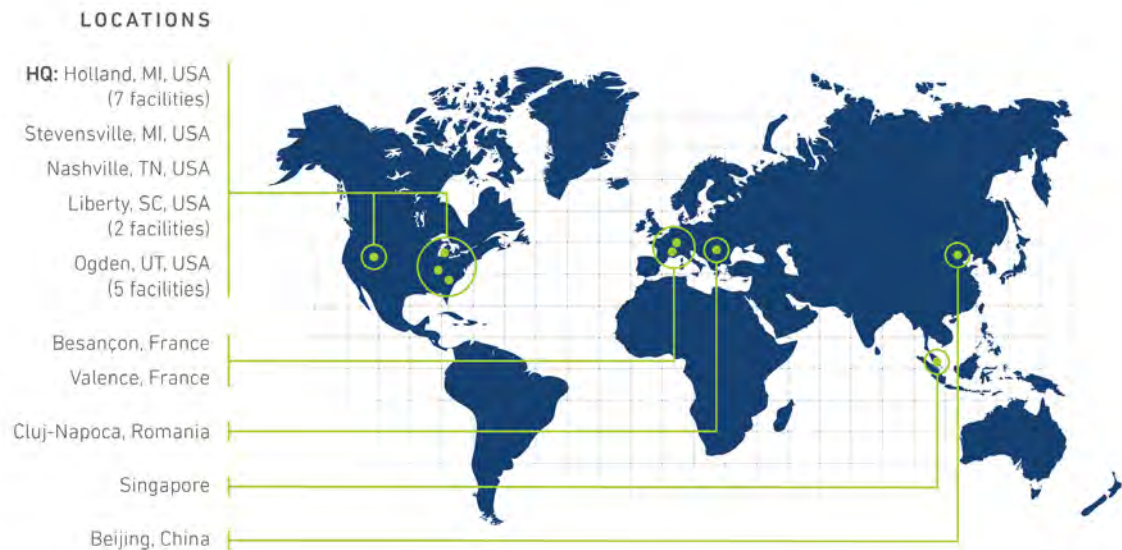 LOCATIONS
HQ: Holland, MI, USA
(7 facilities)
Stevensville, MI, USA
Nashville, TN, USA
Liberty, SC, USA
(2 facilities)
Ogden, UT, USA
(5 facilities)
Besançon, France
Valence, France
Cluj-Napoca, Romania
Singapore
Beijing, China